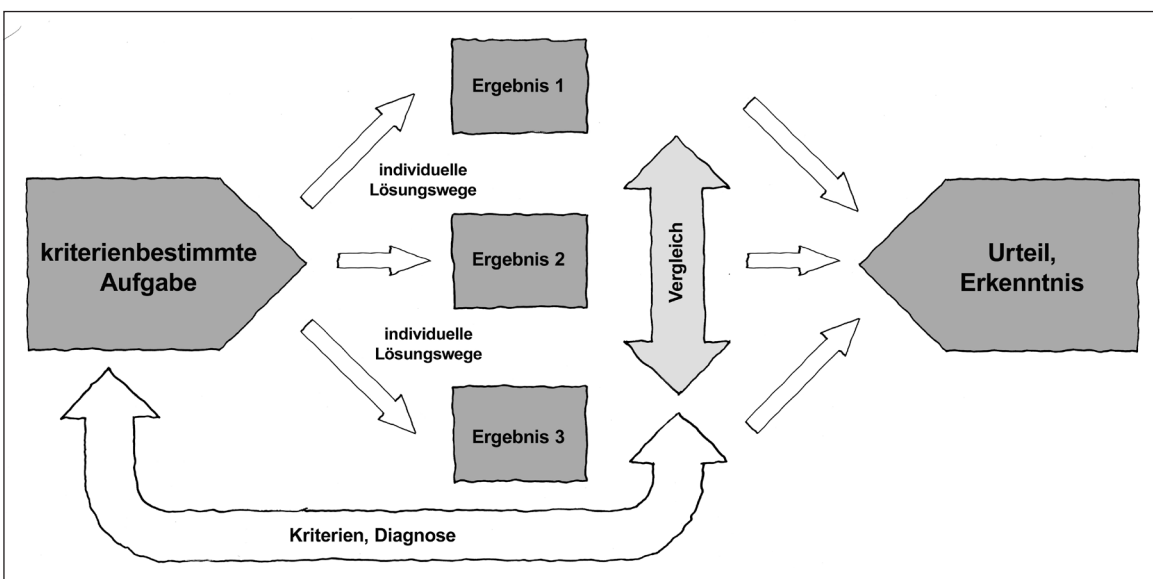 Ergebnis 1
individuelle
Lösungswege
kriterienbestimmte
Aufgabe
Ergebnis 2
Vergleich
Urteil,
Erkenntnis
individuelle
Lösungswege
Ergebnis 3
Kriterien, Diagnose